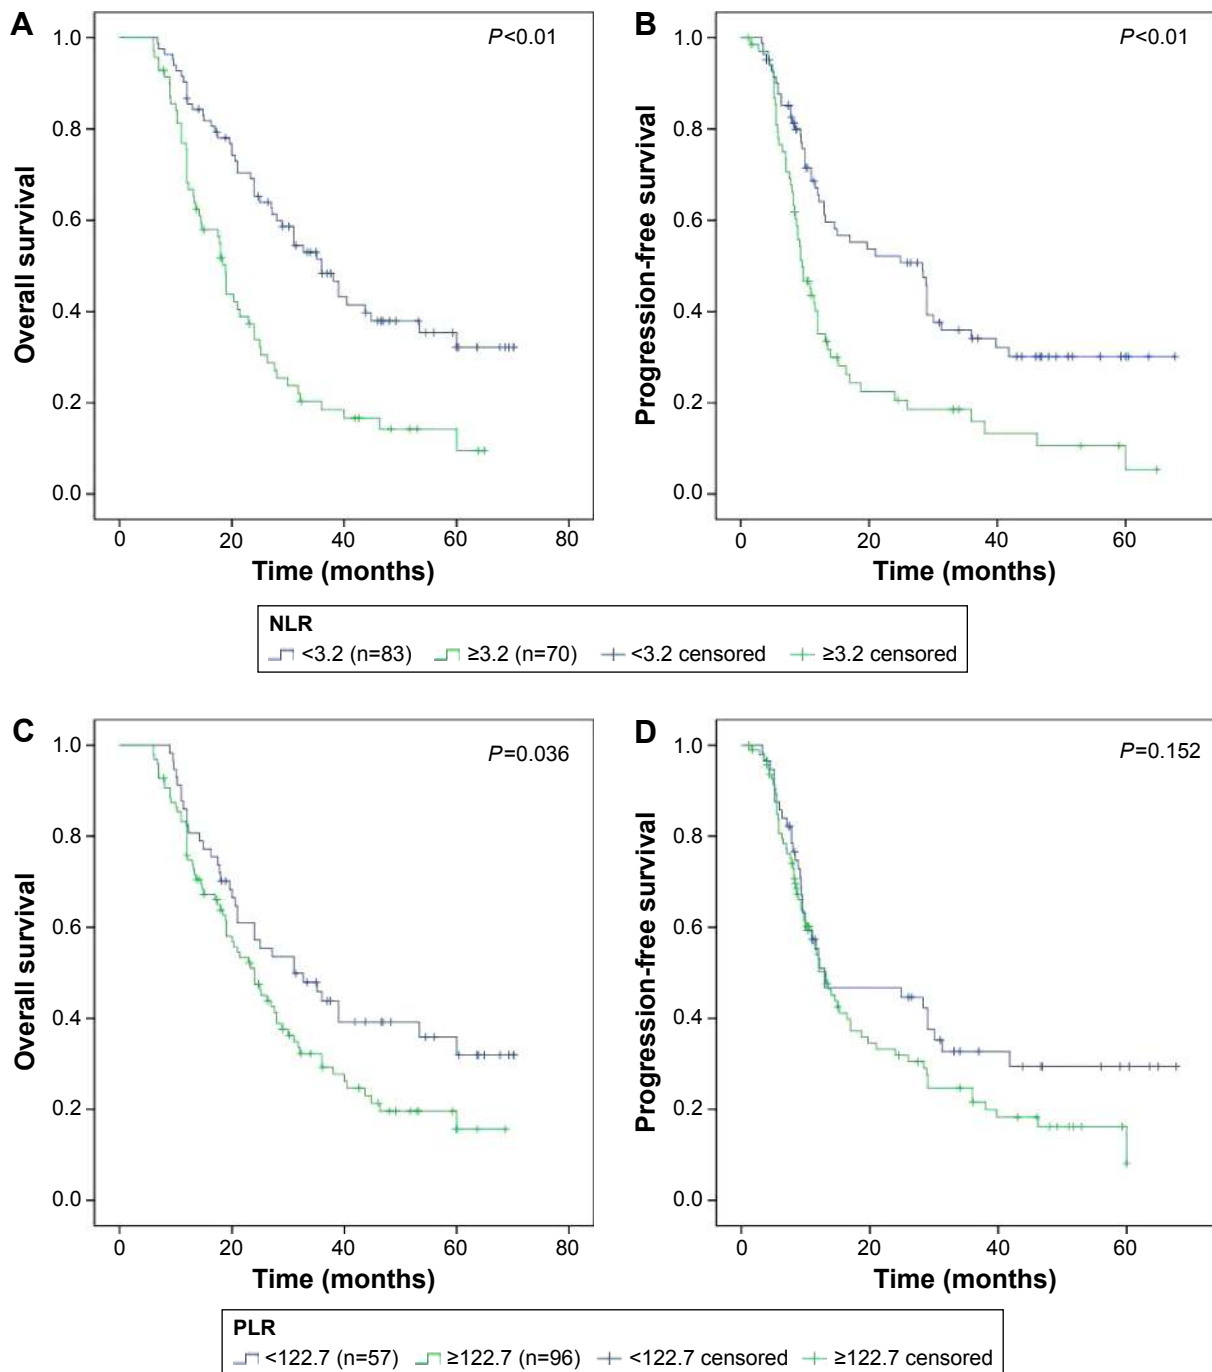 A
B
P<0.01
P<0.01
1.0
0.8
0.6
0.4
0.2
0.0
Overall survival
0 20 40 60 80
Time (months)
1.0
0.8
0.6
0.4
0.2
0.0
Progression-free survival
0 20 40 60
Time (months)
NLR
<3.2 (n=83) ≥3.2 (n=70) <3.2 censored ≥3.2 censored
C
D
P=0.036
P=0.152
1.0
0.8
0.6
0.4
0.2
0.0
Overall survival
0 20 40 60 80
Time (months)
1.0
0.8
0.6
0.4
0.2
0.0
Progression-free survival
0 20 40 60
Time (months)
PLR
<122.7 (n=57) ≥122.7 (n=96) <122.7 censored ≥122.7 censored